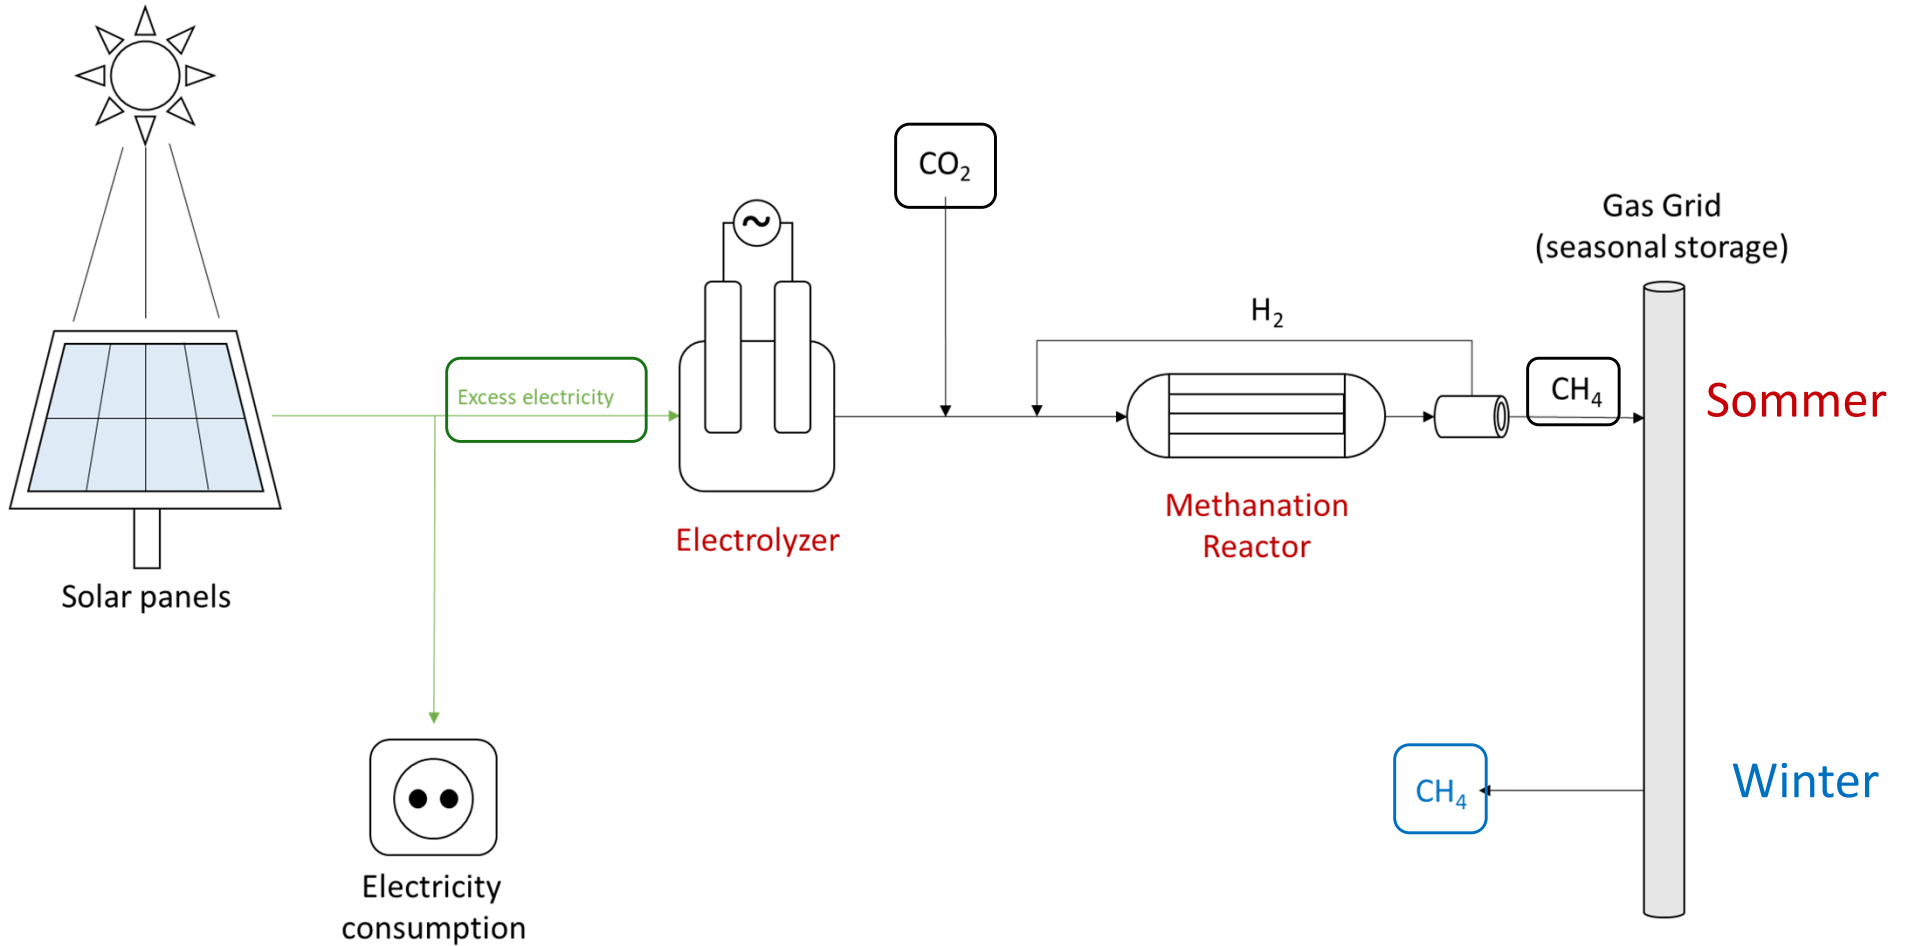 CO₂
Gas Grid
(seasonal storage)
H₂
Excess electricity
CH₄
Sommer
Electrolyzer
Methanation
Reactor
Solar panels
CH₄
Winter
Electricity
consumption